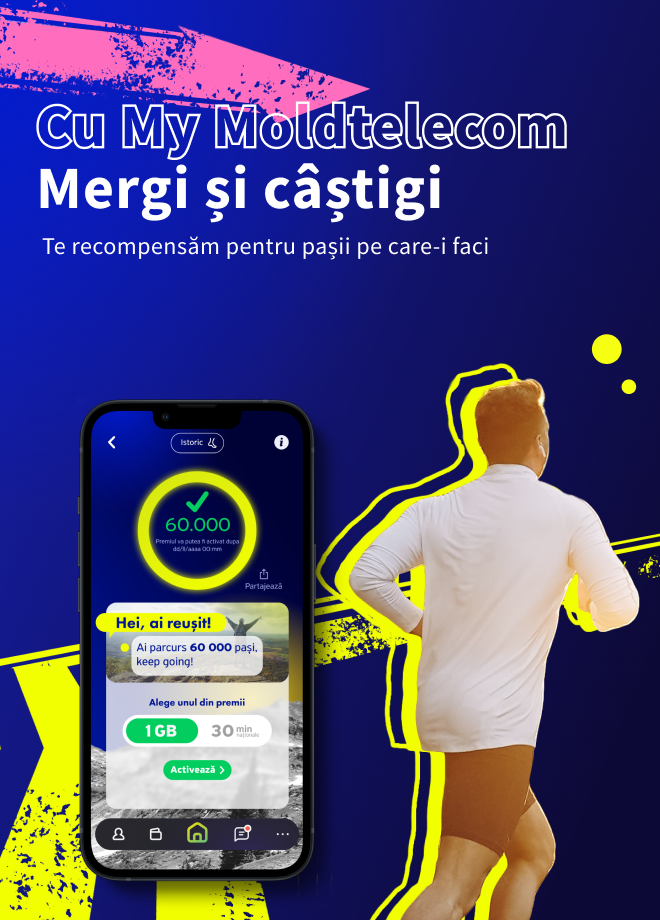 Cu My Moldtelecom
Mergi și câștigi
Te recompensăm pentru pașii pe care-i faci
Istoric
i
60.000
Premiul va putea fi activat dupa
dd/ll/aaaa 00:mm
Partajează
Hei, ai reușit!
Ai parcurs 60 000 pași,
keep going!
Alege unul din premii
1 GB
30 min
naționale
Activează